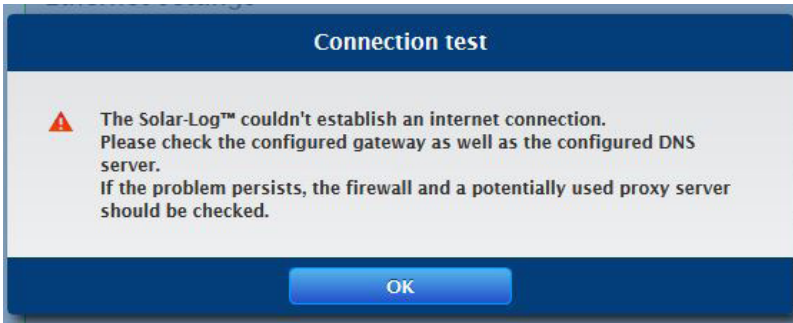 Connection test
The Solar-Log™ couldn't establish an internet connection.
Please check the configured gateway as well as the configured DNS
server.
If the problem persists, the firewall and a potentially used proxy server
should be checked.
OK